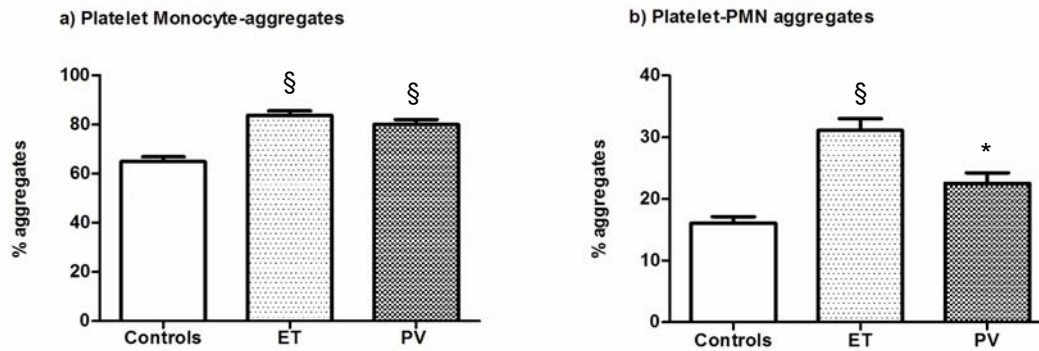 a) Platelet Monocyte-aggregates
b) Platelet-PMN aggregates
% aggregates
100
80
60
40
20
0
§
§
Controls ET PV
% aggregates
40
30
20
10
0
§
*
Controls ET PV